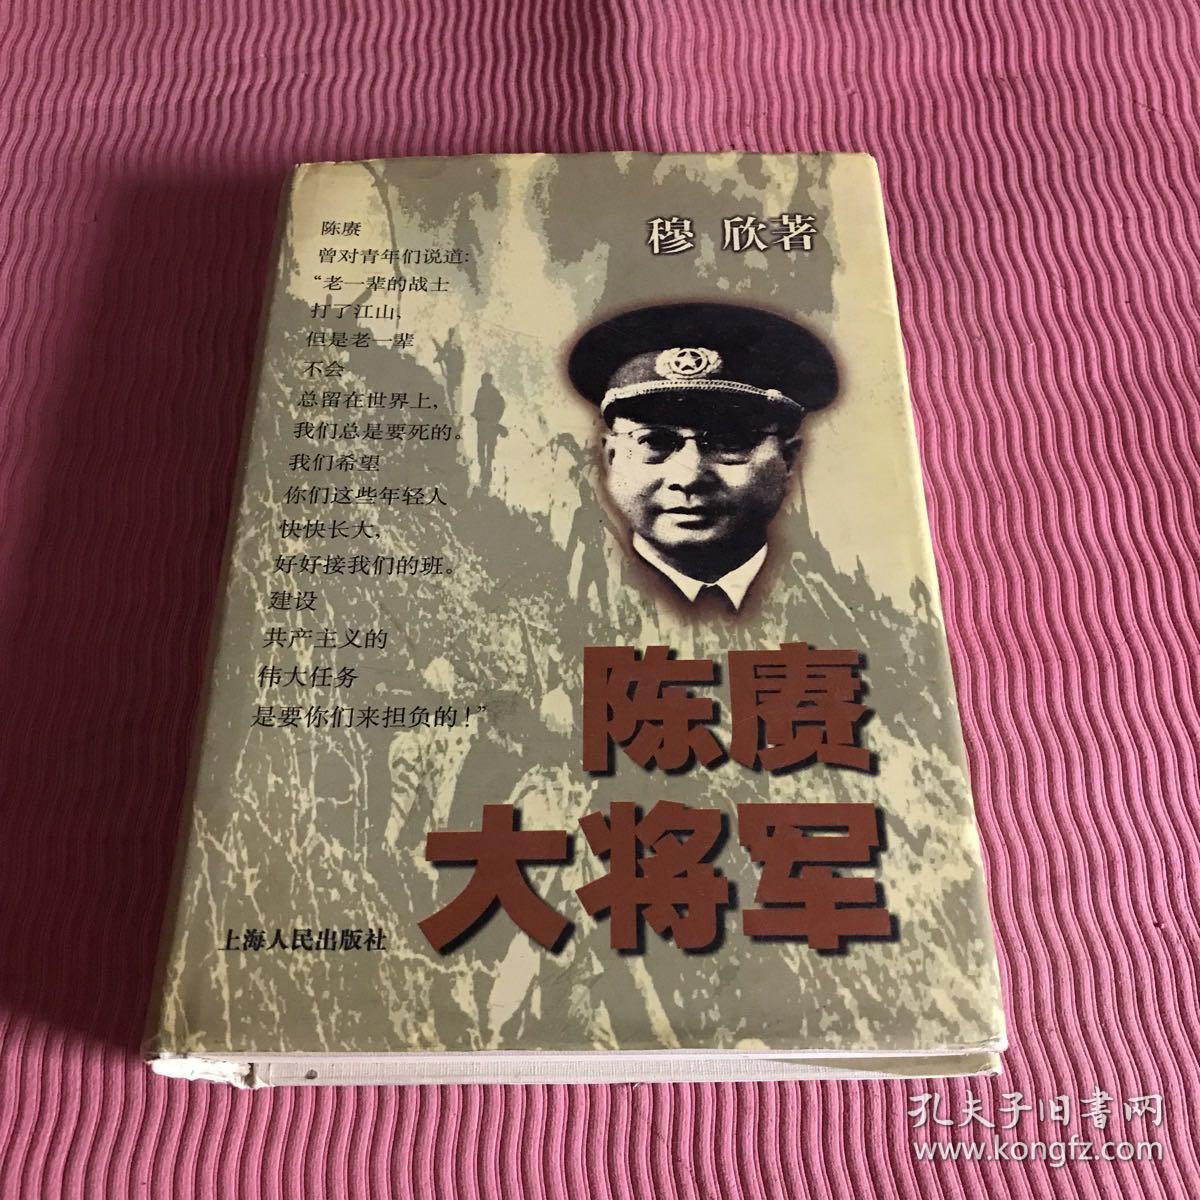 穆 欣著
陈赓
曾对青年们说道:
“老一辈的战士
打了江山,
但是老一辈
不会
总留在世界上,
我们总是要死的。
我们希望
你们这些年轻人
快快长大,
好好接我们的班。
建设
共产主义的
伟大任务
是要你们来担负的!”
陈赓
大将军
上海人民出版社
孔夫子旧書网
www.kongfz.com